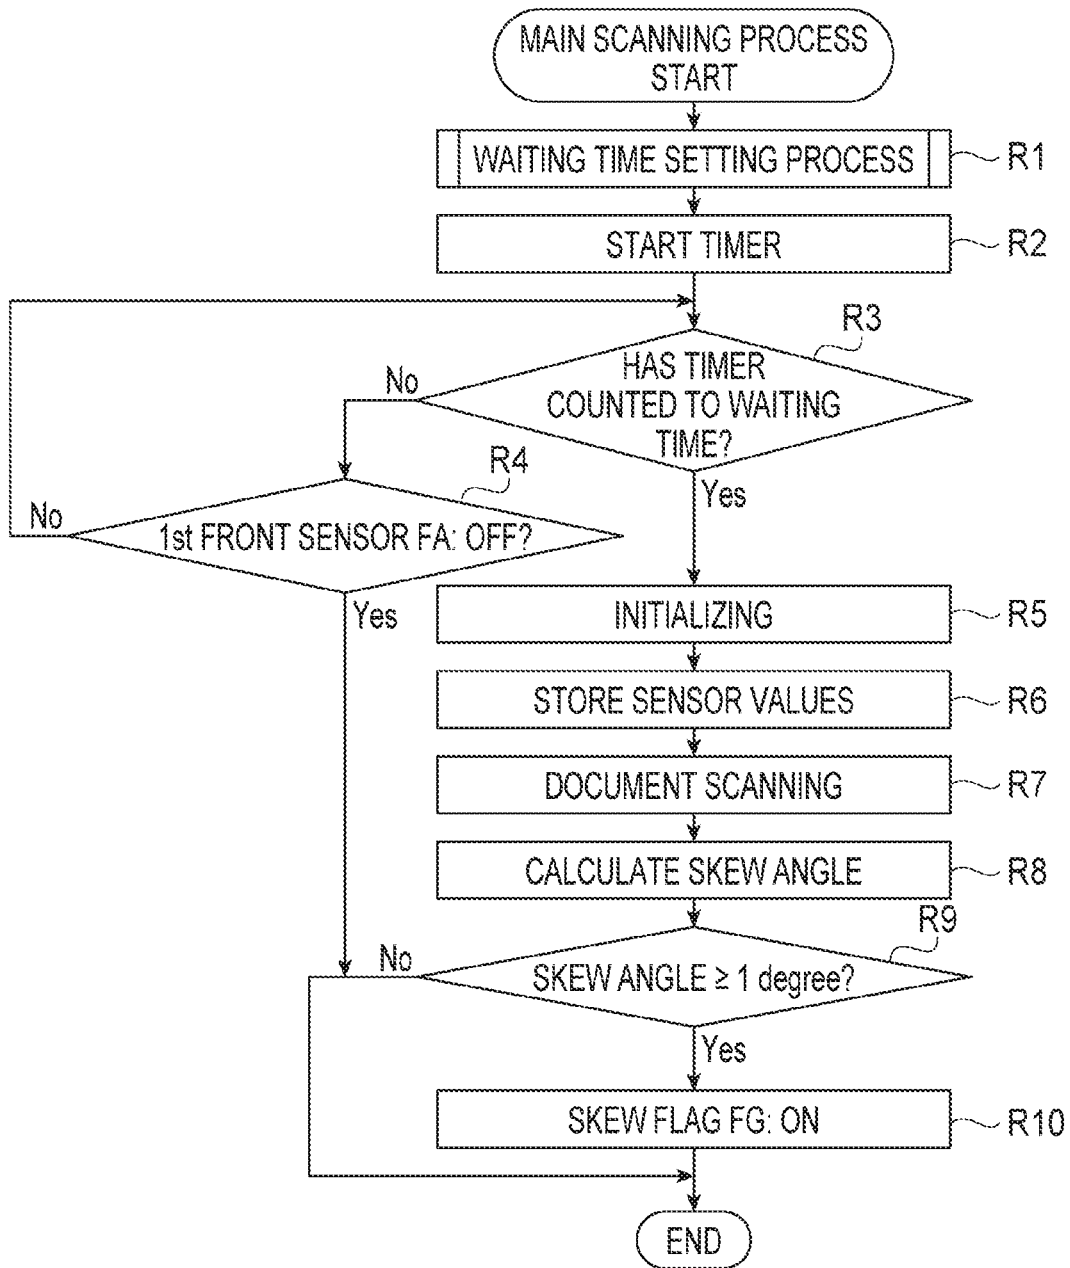 MAIN SCANNING PROCESS
START
WAITING TIME SETTING PROCESS
R1
START TIMER
R2
R3
HAS TIMER
COUNTED TO WAITING
TIME?
No
Yes
R4
1st FRONT SENSOR FA: OFF?
No
Yes
INITIALIZING
R5
STORE SENSOR VALUES
R6
DOCUMENT SCANNING
R7
CALCULATE SKEW ANGLE
R8
R9
SKEW ANGLE ≥ 1 degree?
No
Yes
SKEW FLAG FG: ON
R10
END